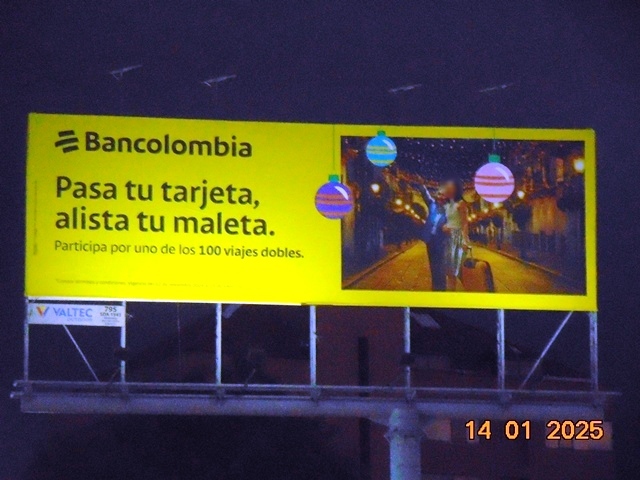 Bancolombia
Pasa tu tarjeta,
alista tu maleta.
Participa por uno de los 100 viajes dobles.
VALTEC
795
14 01 2025